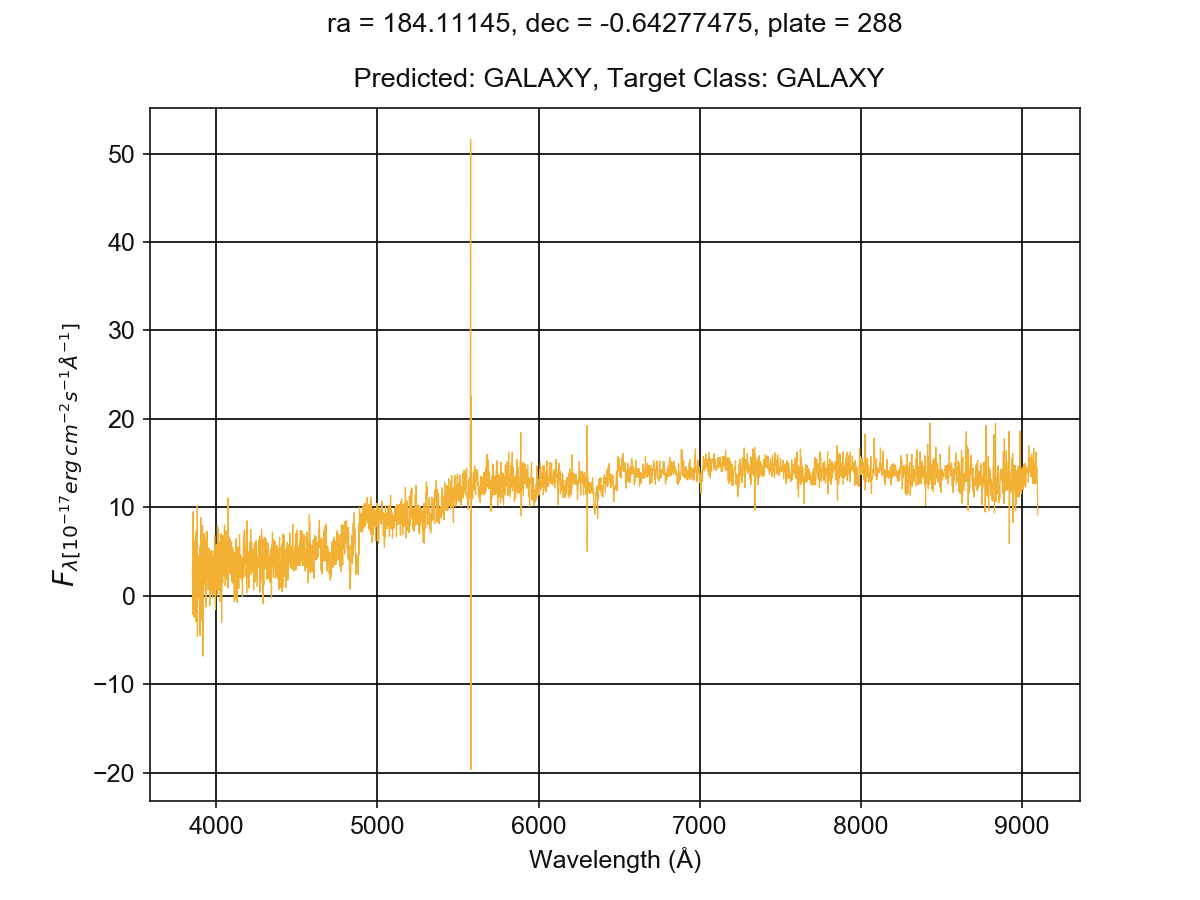 ra = 184.11145, dec = -0.64277475, plate = 288
Predicted: GALAXY, Target Class: GALAXY
50
40
30
20
10
0
−10
−20
F_λ[10^{−17} erg cm^{−2} s^{−1} Å^{−1}]
4000 5000 6000 7000 8000 9000
Wavelength (Å)